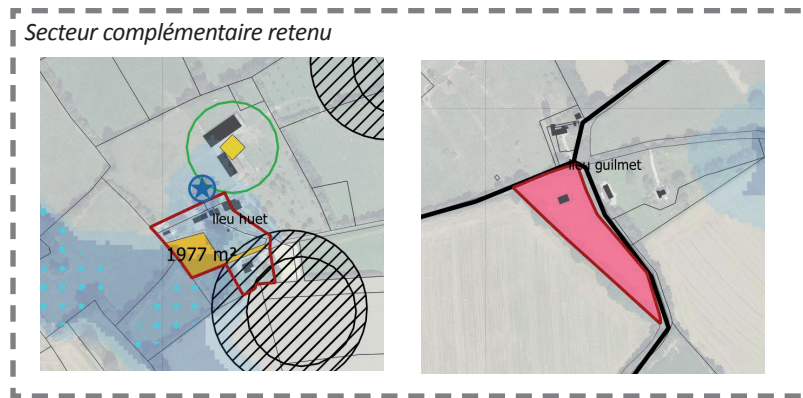 Secteur complémentaire retenu
lieu huet
1977 m²
lieu guilmet